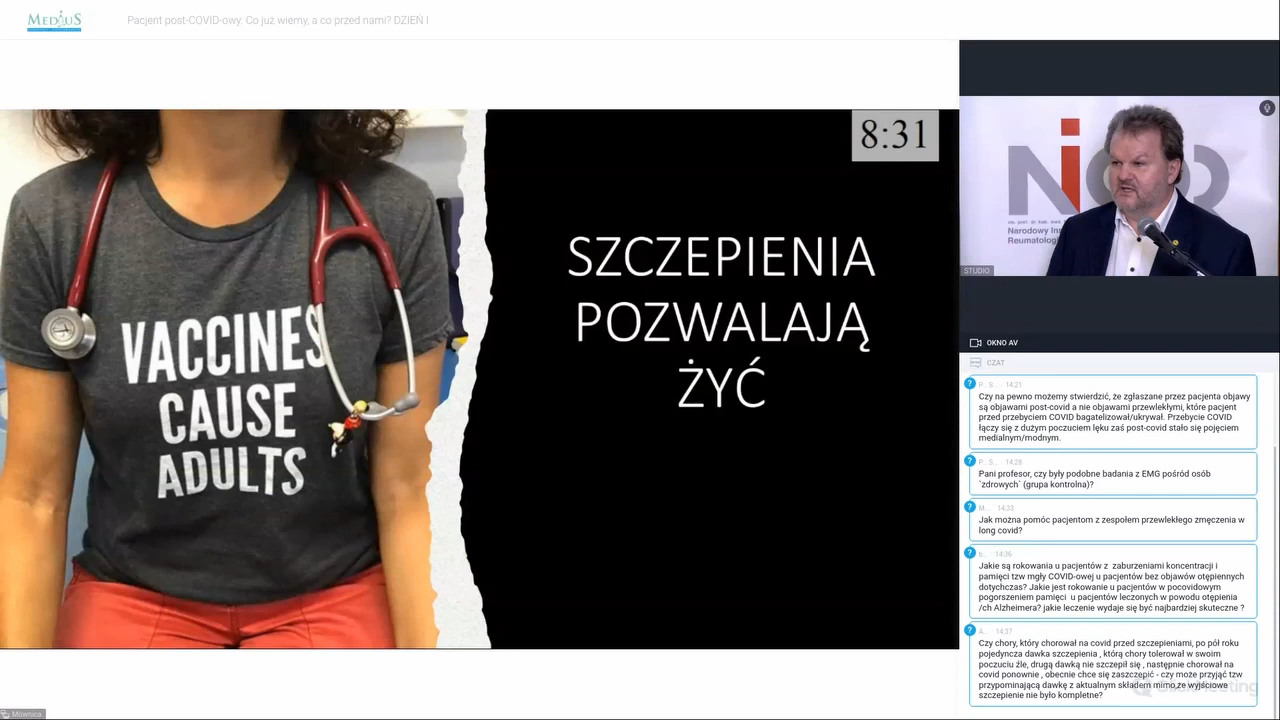 MEDiUS
Pacjent post-COVID-owy. Co już wiemy, a co przed nami? DZIEŃ I
8:31
VACCINES
CAUSE
ADULTS
SZCZEPIENIA
POZWALAJĄ
ŻYĆ
Narodowy Ins
Reumatologi
STUDIO
OKNO AV
CZAT
P.. S... · 14:21
Czy na pewno możemy stwierdzić, że zgłaszane przez pacjenta objawy
są objawami post-covid a nie objawami przewlekłymi, które pacjent
przed przebyciem COVID bagatelizował/ukrywał. Przebycie COVID
łączy się z dużym poczuciem lęku zaś post-covid stało się pojęciem
medialnym/modnym.
P.. S... · 14:28
Pani profesor, czy były podobne badania z EMG pośród osób
`zdrowych` (grupa kontrolna)?
M... · 14:33
Jak można pomóc pacjentom z zespołem przewlekłego zmęczenia w
long covid?
b... · 14:36
Jakie są rokowania u pacjentów z zaburzeniami koncentracji i
pamięci tzw mgły COVID-owej u pacjentów bez objawów otępiennych
dotychczas? Jakie jest rokowanie u pacjentów w pocovidowym
pogorszeniem pamięci u pacjentów leczonych w powodu otępienia
/ch Alzheimera? jakie leczenie wydaje się być najbardziej skuteczne ?
A... · 14:37
Czy chory, który chorował na covid przed szczepieniami, po pół roku
pojedyncza dawka szczepienia , którą chory tolerował w swoim
poczuciu źle, drugą dawką nie szczepił się , następnie chorował na
covid ponownie , obecnie chce się zaszczepić - czy może przyjąć tzw
przypominającą dawkę z aktualnym składem mimo,ze wyjściowe
szczepienie nie było kompletne?
Mównica